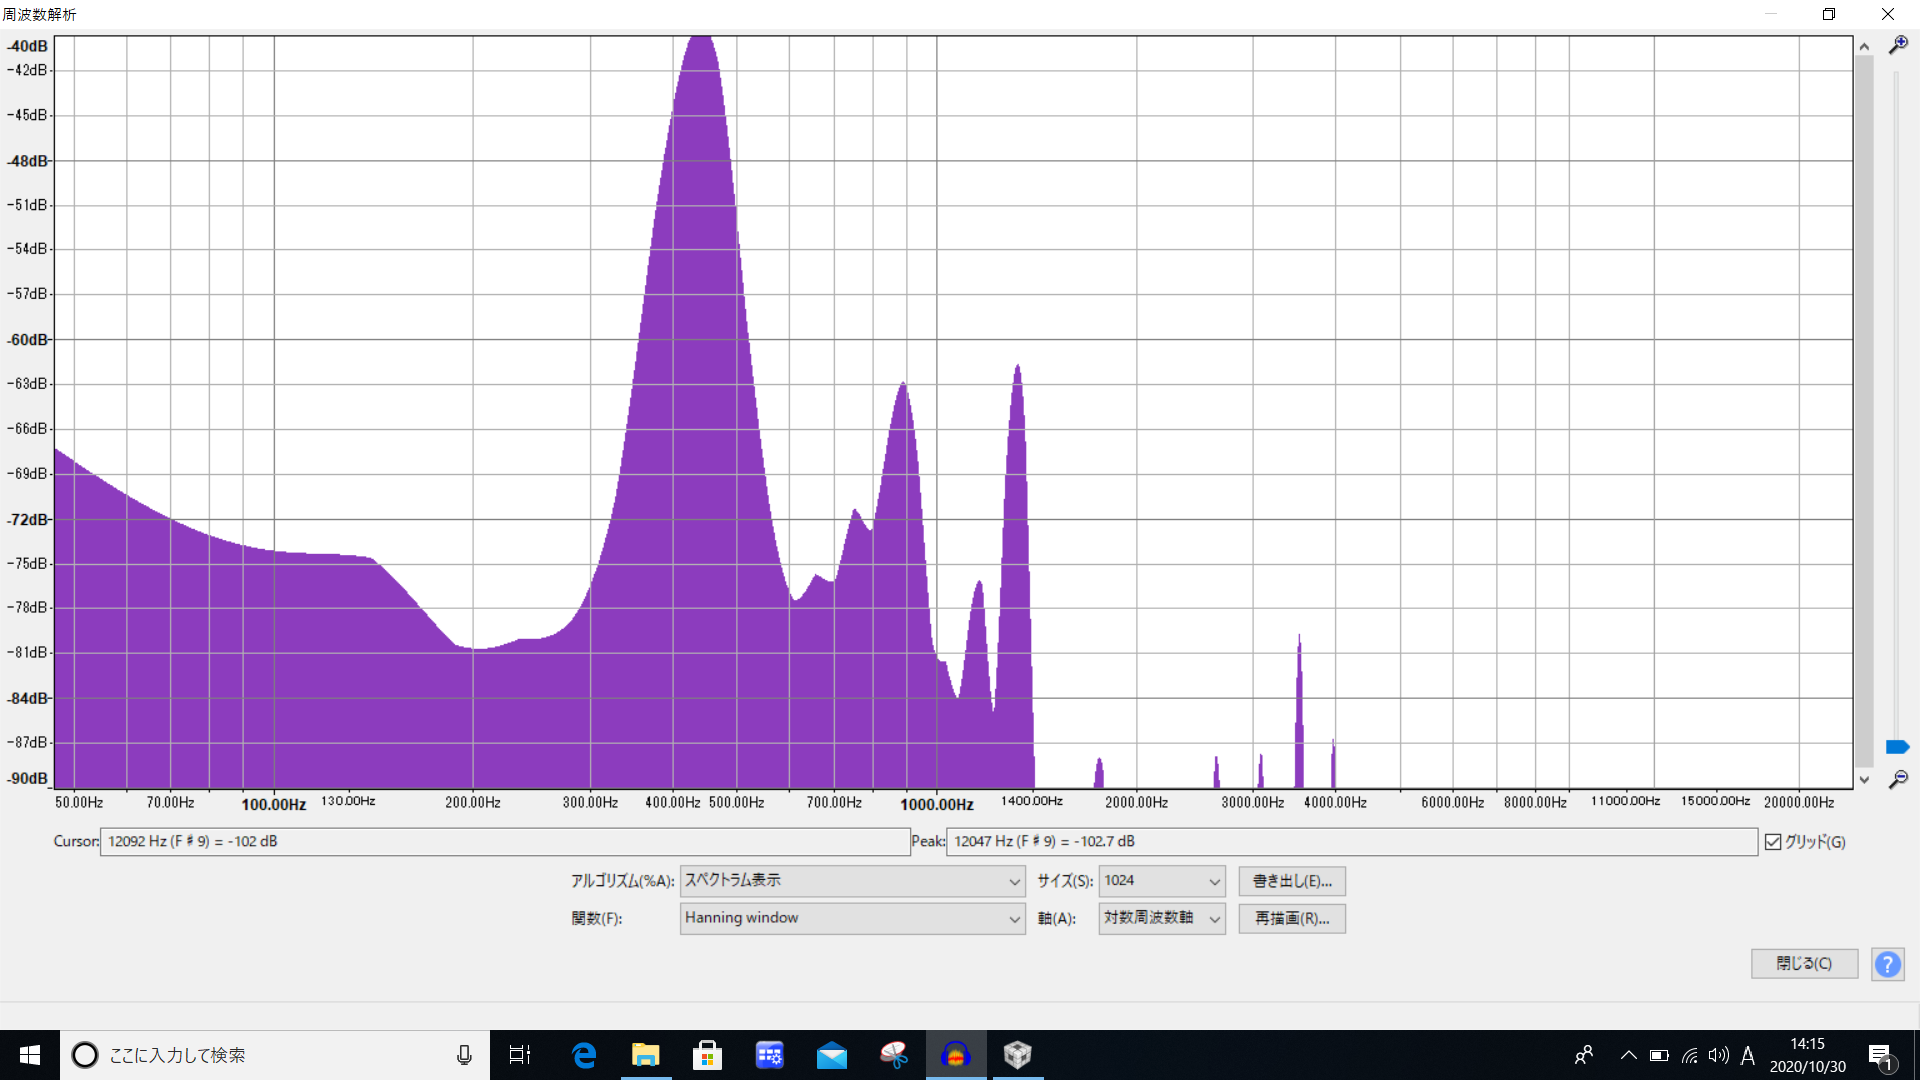 周波数解析
-40dB
-42dB
-45dB
-48dB
-51dB
-54dB
-57dB
-60dB
-63dB
-66dB
-69dB
-72dB
-75dB
-78dB
-81dB
-84dB
-87dB
-90dB
50.00Hz 70.00Hz 100.00Hz 130.00Hz 200.00Hz 300.00Hz 400.00Hz 500.00Hz 700.00Hz 1000.00Hz 1400.00Hz 2000.00Hz 3000.00Hz 4000.00Hz 6000.00Hz 8000.00Hz 11000.00Hz 15000.00Hz 20000.00Hz
Cursor: 12092 Hz (F♯9) = -102 dB Peak: 12047 Hz (F♯9) = -102.7 dB グリッド(G)
アルゴリズム(%A): スペクトラム表示 サイズ(S): 1024 書き出し(E)...
関数(F): Hanning window 軸(A): 対数周波数軸 再描画(R)...
閉じる(C) ?
ここに入力して検索
A
14:15
2020/10/30
1